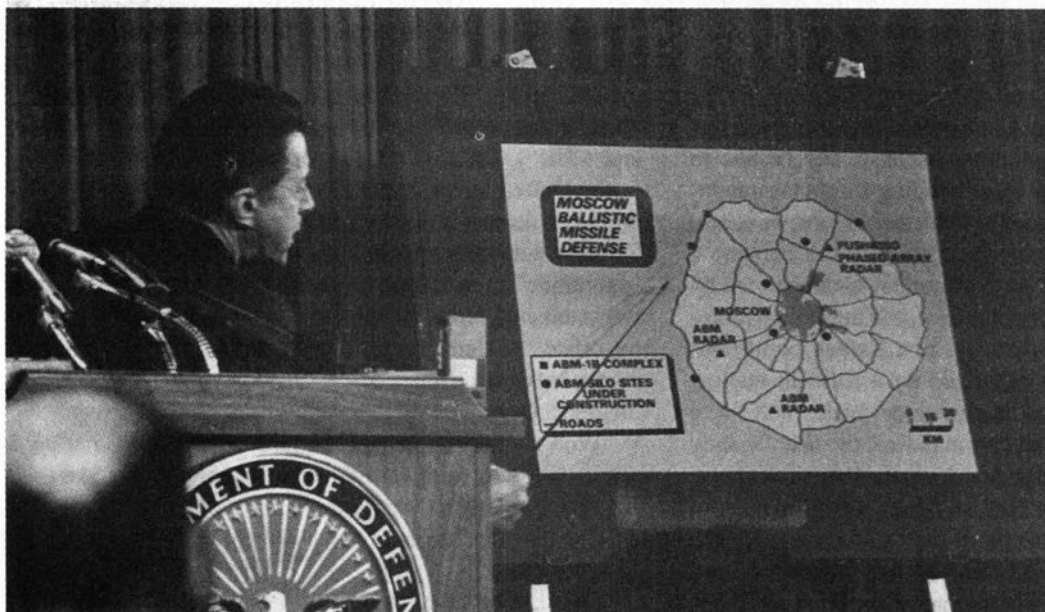 MOSCOW
BALLISTIC
MISSILE
DEFENSE
PUSHKINO
PHASED-ARRAY
RADAR
MOSCOW
ABM
RADAR
ABM
RADAR
■ ABM-1B COMPLEX
● ABM SILO SITES
UNDER
CONSTRUCTION
— ROADS
0 15 30
KM
MENT OF DEFEN